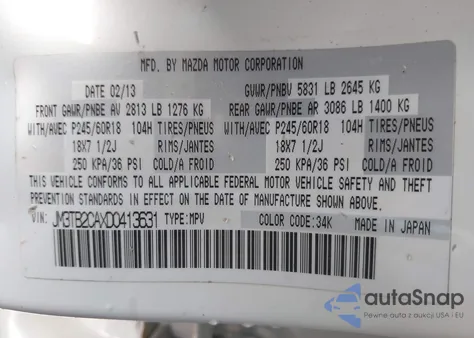 MFD. BY MAZDA MOTOR CORPORATION
DATE 02/13 GVWR/PNBV 5831 LB 2645 KG
FRONT GAWR/PNBE AV 2813 LB 1276 KG REAR GAWR/PNBE AR 3086 LB 1400 KG
WITH/AVEC P245/60R18 104H TIRES/PNEUS WITH/AVEC P245/60R18 104H TIRES/PNEUS
18X7 1/2J RIMS/JANTES 18X7 1/2J RIMS/JANTES
250 KPA/36 PSI COLD/A FROID 250 KPA/36 PSI COLD/A FROID
THIS VEHICLE CONFORMS TO ALL APPLICABLE FEDERAL MOTOR VEHICLE SAFETY AND THEFT
PREVENTION STANDARDS IN EFFECT ON THE DATE OF MANUFACTURE SHOWN ABOVE.
VIN: JM3TB2CAXD0413631 TYPE: MPV COLOR CODE: 34K MADE IN JAPAN
autoSnap
Pewne auta z aukcji USA i EU